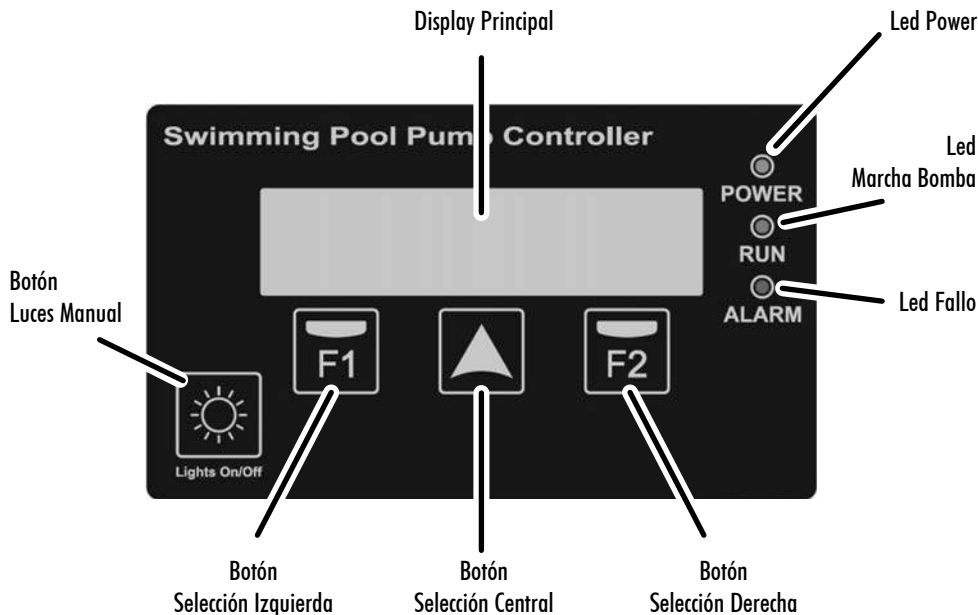 Display Principal
Led Power
Swimming Pool Pump Controller
Led
Marcha Bomba
POWER
RUN
Botón
Luces Manual
Led Fallo
ALARM
F1
F2
Lights On/Off
Botón
Selección Izquierda
Botón
Selección Central
Botón
Selección Derecha